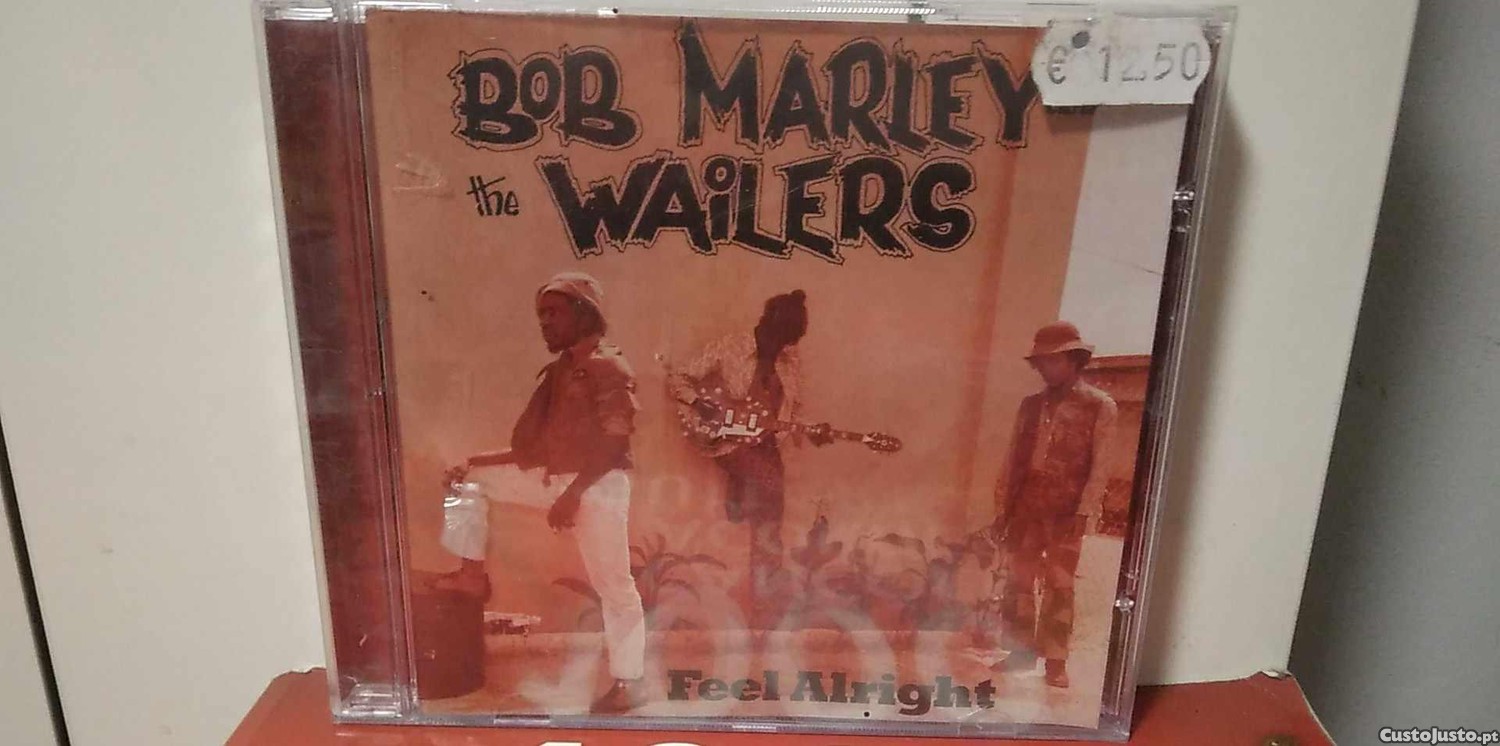 BOB MARLEY
€ 12.50
the WAiLERS
Feel Alright
CustoJusto.pt